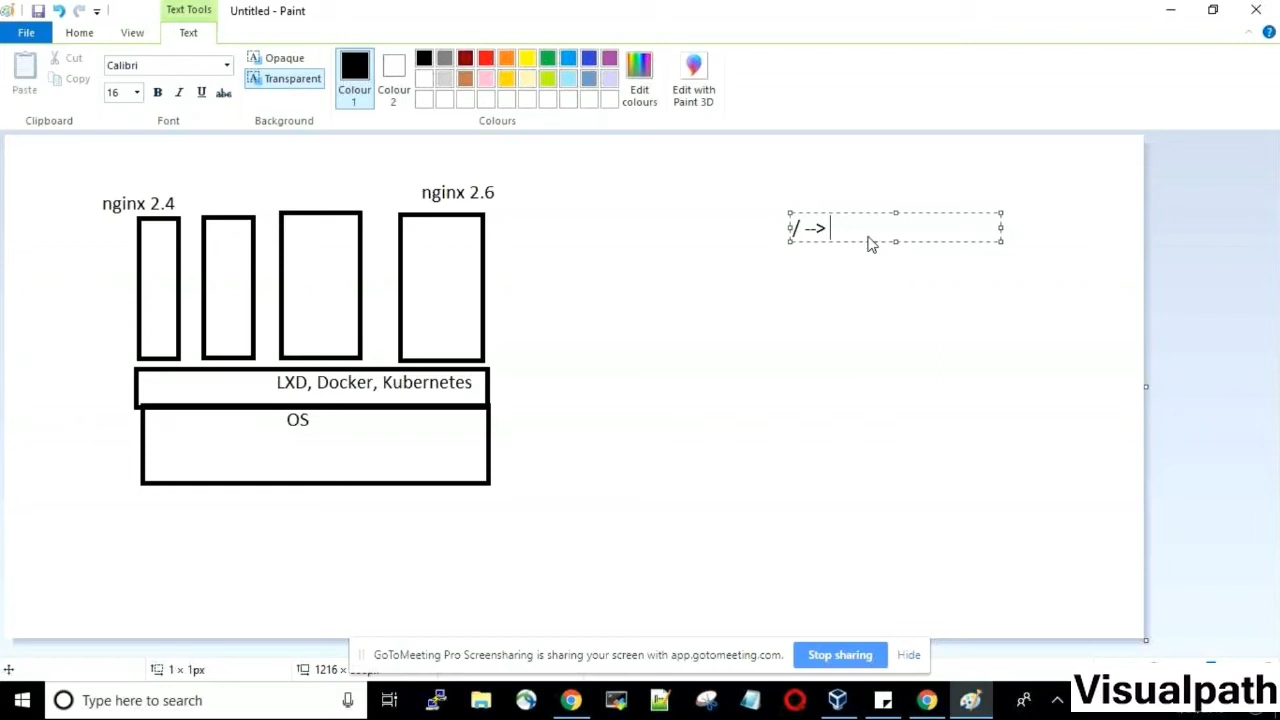 Text Tools
Untitled - Paint
File
Home
View
Text
Paste
Cut
Copy
Clipboard
Calibri
16
B I U abc
Font
Opaque
Transparent
Background
Colour 1
Colour 2
Edit colours
Edit with Paint 3D
Colours
nginx 2.4
nginx 2.6
/ -->
LXD, Docker, Kubernetes
OS
GoToMeeting Pro Screensharing is sharing your screen with app.gotomeeting.com.
Stop sharing
Hide
1 × 1px
1216 ×
Type here to search
Visualpath